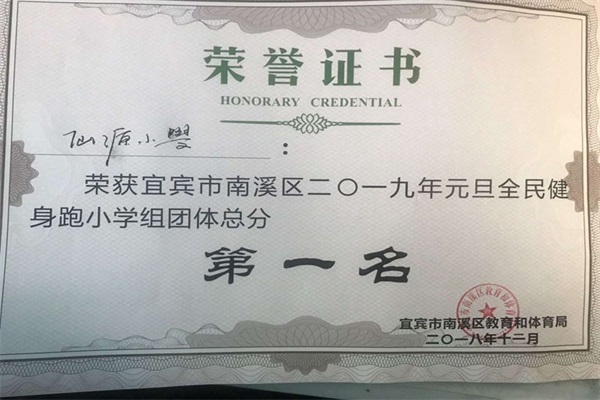 荣誉证书
HONORARY CREDENTIAL
仙源小學：
荣获宜宾市南溪区二〇一九年元旦全民健
身跑小学组团体总分
第一名
宜宾市南溪区教育和体育局
二〇一八年十二月